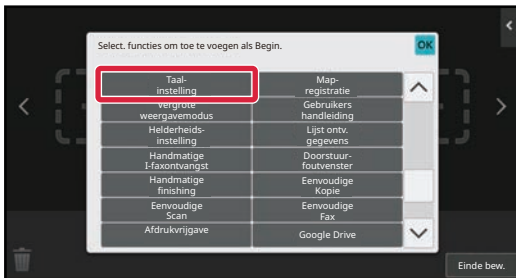 Select. functies om toe te voegen als Begin.
OK
Taal-
instelling
Map-
registratie
Vergrote
weergavemodus
Gebruikers
handleiding
Helderheids-
instelling
Lijst ontv.
gegevens
Handmatige
I-faxontvangst
Doorstuur-
foutvenster
Handmatige
finishing
Eenvoudige
Kopie
Eenvoudige
Scan
Eenvoudige
Fax
Afdrukvrijgave
Google Drive
Einde bew.